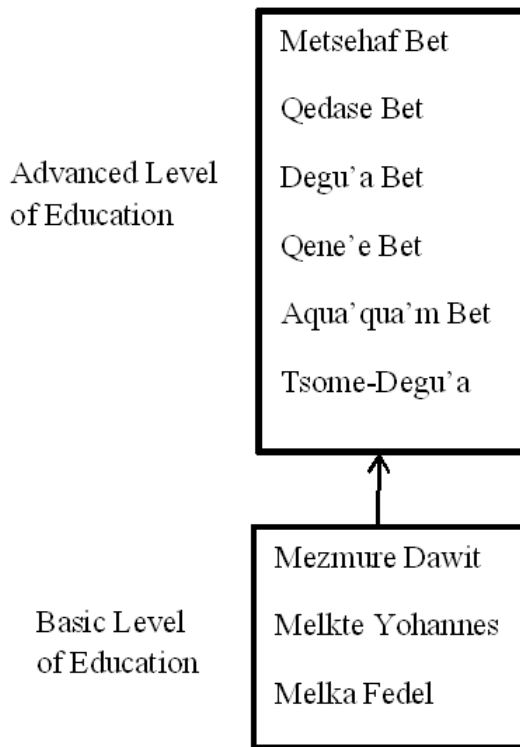 Metsehaf Bet
Qedase Bet
Advanced Level
of Education
Degu’a Bet
Qene’e Bet
Aqua’qua’m Bet
Tsome-Degu’a
Mezmure Dawit
Basic Level
of Education
Melkte Yohannes
Melka Fedel